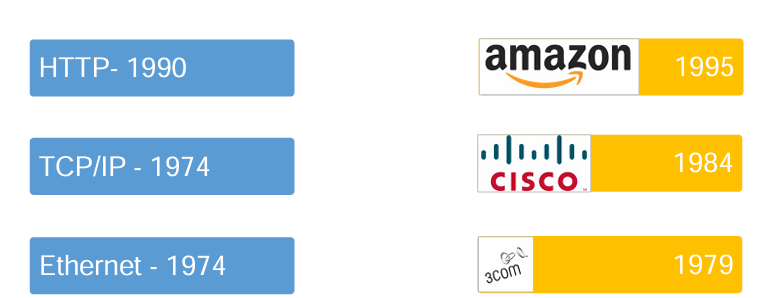 HTTP- 1990
amazon 1995
TCP/IP - 1974
CISCO 1984
Ethernet - 1974
3com 1979